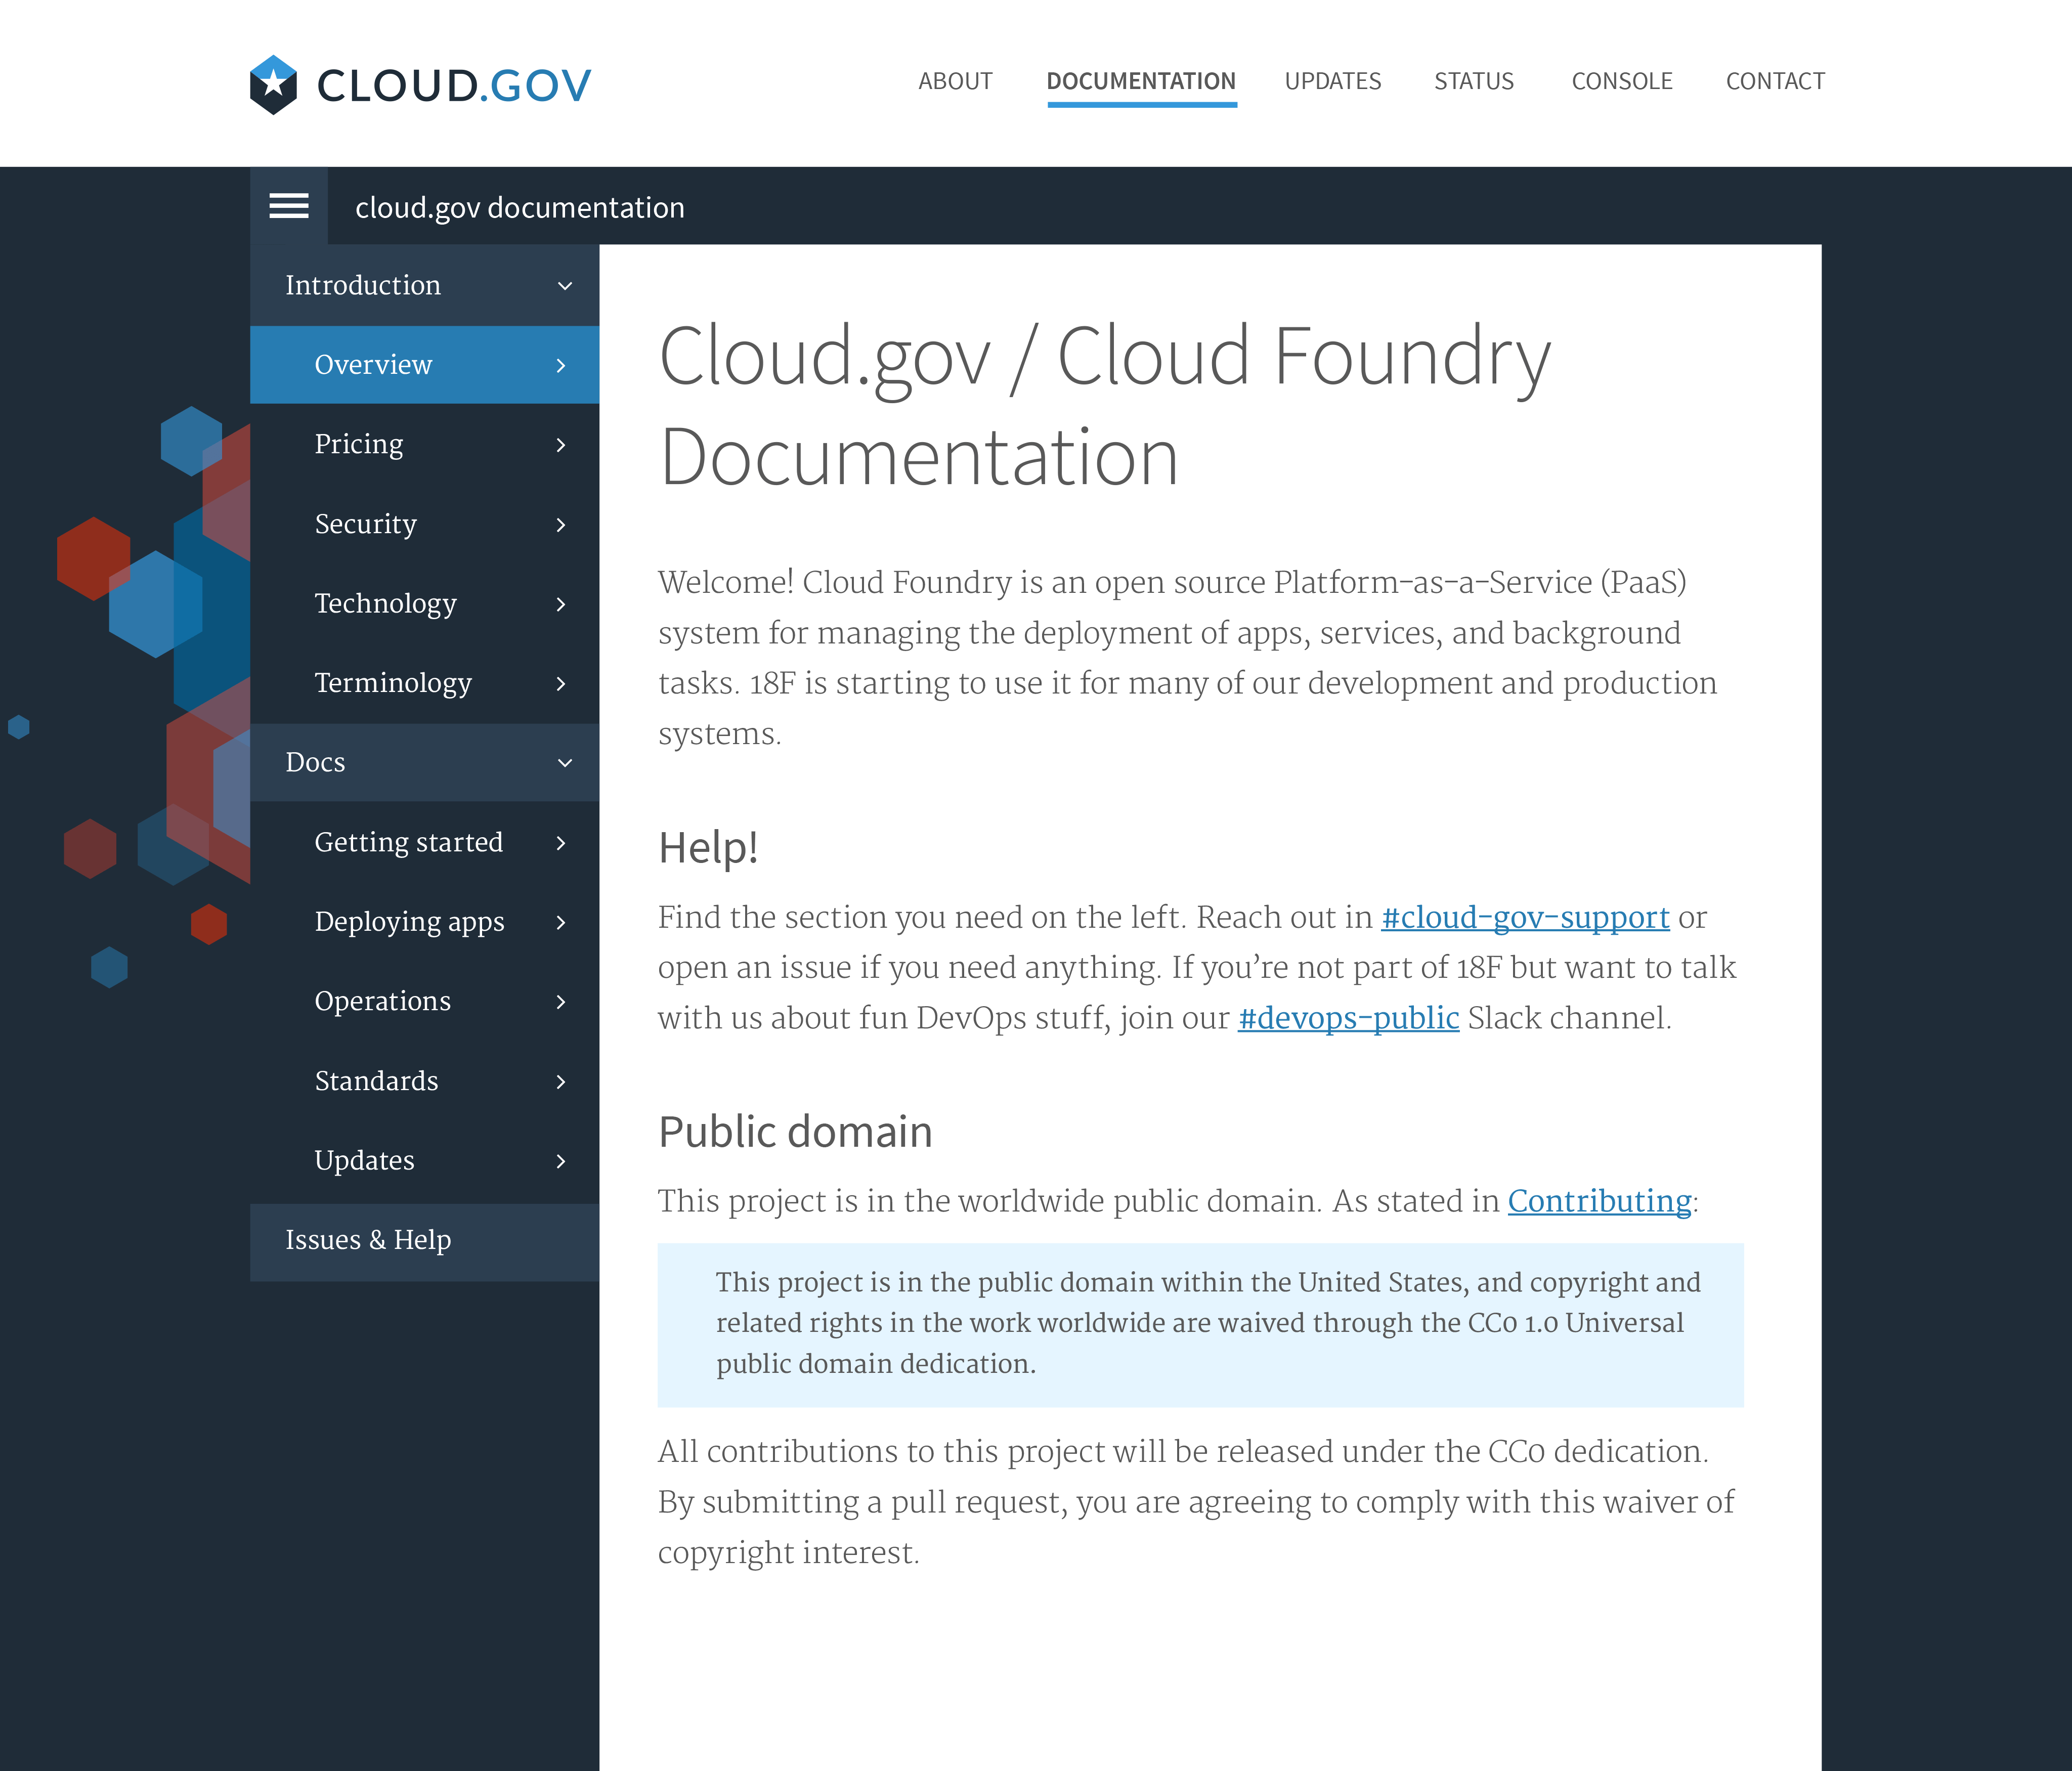 CLOUD.GOV
ABOUT DOCUMENTATION UPDATES STATUS CONSOLE CONTACT
cloud.gov documentation
Introduction
Overview
Pricing
Security
Technology
Terminology
Docs
Getting started
Deploying apps
Operations
Standards
Updates
Issues & Help
Cloud.gov / Cloud Foundry
Documentation
Welcome! Cloud Foundry is an open source Platform-as-a-Service (PaaS)
system for managing the deployment of apps, services, and background
tasks. 18F is starting to use it for many of our development and production
systems.
Help!
Find the section you need on the left. Reach out in #cloud-gov-support or
open an issue if you need anything. If you’re not part of 18F but want to talk
with us about fun DevOps stuff, join our #devops-public Slack channel.
Public domain
This project is in the worldwide public domain. As stated in Contributing:
This project is in the public domain within the United States, and copyright and
related rights in the work worldwide are waived through the CC0 1.0 Universal
public domain dedication.
All contributions to this project will be released under the CC0 dedication.
By submitting a pull request, you are agreeing to comply with this waiver of
copyright interest.